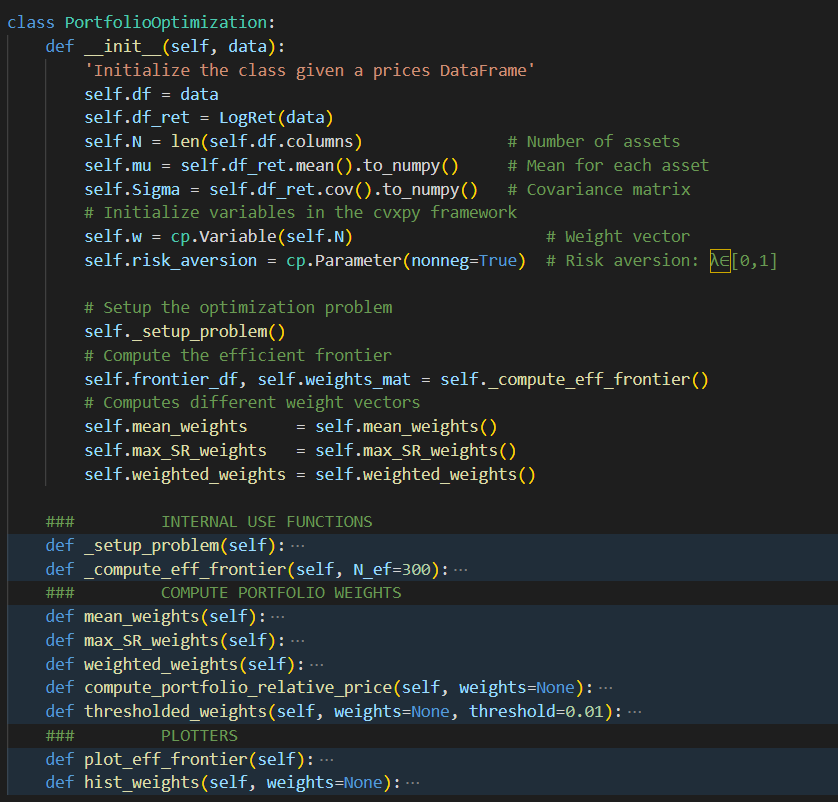 class PortfolioOptimization:
    def __init__(self, data):
        'Initialize the class given a prices DataFrame'
        self.df = data
        self.df_ret = LogRet(data)
        self.N = len(self.df.columns)               # Number of assets
        self.mu = self.df_ret.mean().to_numpy()     # Mean for each asset
        self.Sigma = self.df_ret.cov().to_numpy()   # Covariance matrix
        # Initialize variables in the cvxpy framework
        self.w = cp.Variable(self.N)                    # Weight vector
        self.risk_aversion = cp.Parameter(nonneg=True)  # Risk aversion: λ∈[0,1]

        # Setup the optimization problem
        self._setup_problem()
        # Compute the efficient frontier
        self.frontier_df, self.weights_mat = self._compute_eff_frontier()
        # Computes different weight vectors
        self.mean_weights     = self.mean_weights()
        self.max_SR_weights   = self.max_SR_weights()
        self.weighted_weights = self.weighted_weights()

    ###         INTERNAL USE FUNCTIONS
    def _setup_problem(self): ···
    def _compute_eff_frontier(self, N_ef=300): ···
    ###         COMPUTE PORTFOLIO WEIGHTS
    def mean_weights(self): ···
    def max_SR_weights(self): ···
    def weighted_weights(self): ···
    def compute_portfolio_relative_price(self, weights=None): ···
    def thresholded_weights(self, weights=None, threshold=0.01): ···
    ###         PLOTTERS
    def plot_eff_frontier(self): ···
    def hist_weights(self, weights=None): ···